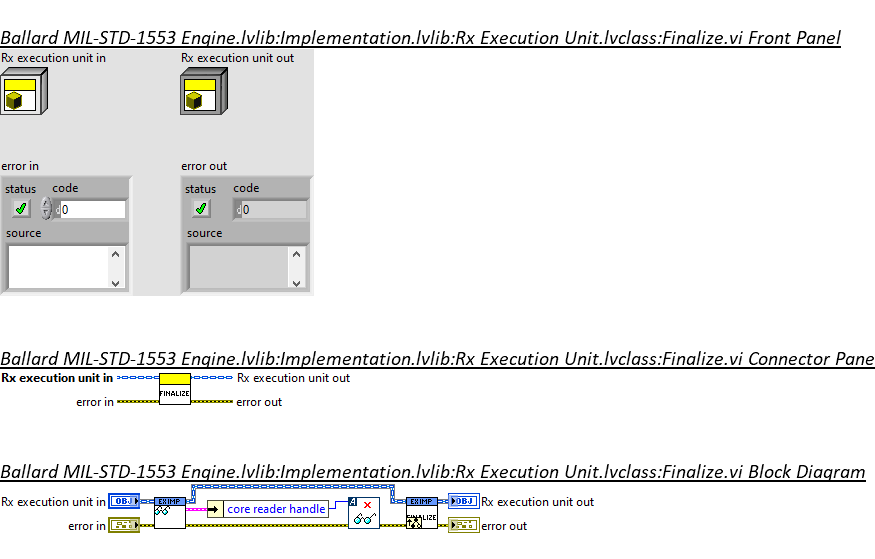 Ballard MIL-STD-1553 Engine.lvlib:Implementation.lvlib:Rx Execution Unit.lvclass:Finalize.vi Front Panel
Rx execution unit in Rx execution unit out
error in error out
status code status code
0 0
source source
Ballard MIL-STD-1553 Engine.lvlib:Implementation.lvlib:Rx Execution Unit.lvclass:Finalize.vi Connector Pane
Rx execution unit in Rx execution unit out
FINALIZE
error in error out
Ballard MIL-STD-1553 Engine.lvlib:Implementation.lvlib:Rx Execution Unit.lvclass:Finalize.vi Block Diagram
Rx execution unit in OBJ EXIMP EXIMP OBJ Rx execution unit out
core reader handle
error in error out